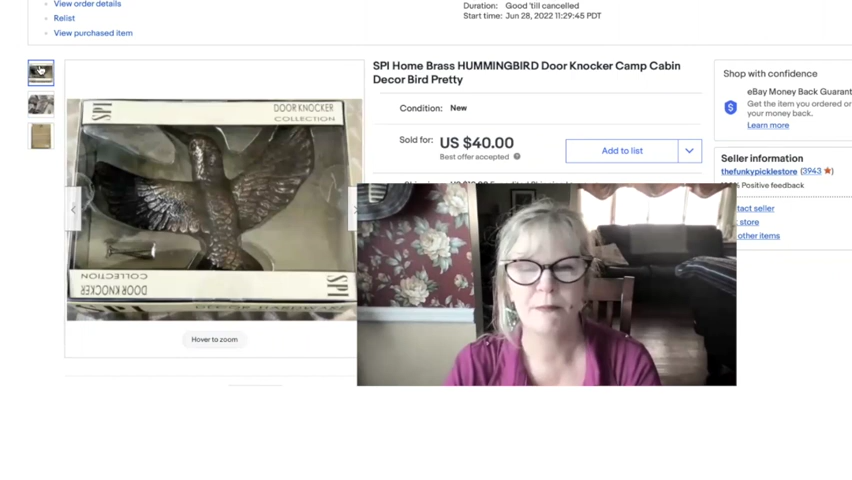 View order details
Relist
View purchased item
Duration: Good 'till cancelled
Start time: Jun 28, 2022 11:29:45 PDT
SPI Home Brass HUMMINGBIRD Door Knocker Camp Cabin
Decor Bird Pretty
Condition: New
Sold for: US $40.00
Best offer accepted
Add to list
Shop with confidence
eBay Money Back Guarant
Get the item you ordered or
your money back.
Learn more
Seller information
thefunkypicklestore (3943
% Positive feedback
tact seller
store
other items
SPI
DOOR KNOCKER
COLLECTION
COLLECTION
DOOR KNOCKER
SPI
Hover to zoom